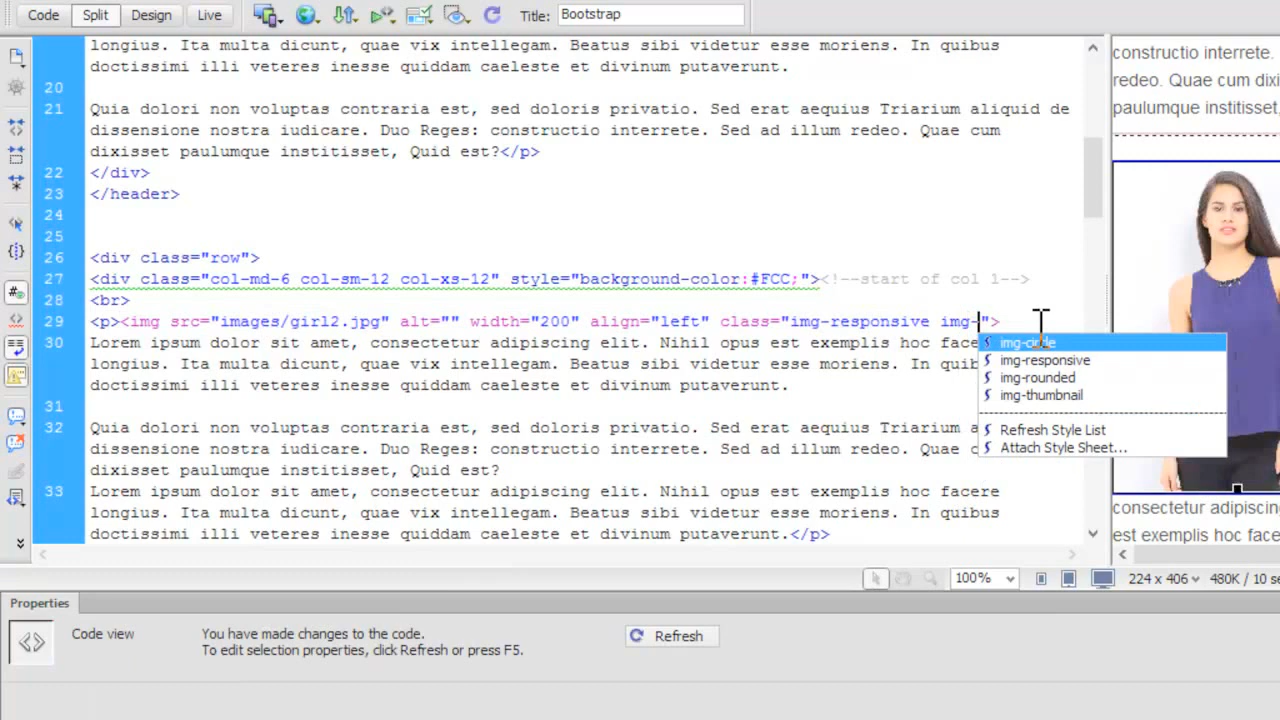 Code Split Design Live Title: Bootstrap
longius. Ita multa dicunt, quae vix intellegam. Beatus sibi videtur esse moriens. In quibus
doctissimi illi veteres inesse quiddam caeleste et divinum putaverunt.
20
21 Quia dolori non voluptas contraria est, sed doloris privatio. Sed erat aequius Triarium aliquid de
dissensione nostra iudicare. Duo Reges: constructio interrete. Sed ad illum redeo. Quae cum
dixisset paulumque institisset, Quid est?</p>
22 </div>
23 </header>
24
25
26 <div class="row">
27 <div class="col-md-6 col-sm-12 col-xs-12" style="background-color:#FCC;"><!--start of col 1-->
28 <br>
29 <p><img src="images/girl2.jpg" alt="" width="200" align="left" class="img-responsive img-">
30 Lorem ipsum dolor sit amet, consectetur adipiscing elit. Nihil opus est exemplis hoc face
longius. Ita multa dicunt, quae vix intellegam. Beatus sibi videtur esse moriens. In quib
doctissimi illi veteres inesse quiddam caeleste et divinum putaverunt.
31
32 Quia dolori non voluptas contraria est, sed doloris privatio. Sed erat aequius Triarium a
dissensione nostra iudicare. Duo Reges: constructio interrete. Sed ad illum redeo. Quae c
dixisset paulumque institisset, Quid est?
33 Lorem ipsum dolor sit amet, consectetur adipiscing elit. Nihil opus est exemplis hoc facere
longius. Ita multa dicunt, quae vix intellegam. Beatus sibi videtur esse moriens. In quibus
doctissimi illi veteres inesse quiddam caeleste et divinum putaverunt.</p>
img-circle
img-responsive
img-rounded
img-thumbnail
Refresh Style List
Attach Style Sheet...
constructio interrete.
redeo. Quae cum dixi
paulumque institisset,
consectetur adipiscing
est exemplis hoc face
100% 224 x 406 480K / 10 se
Properties
Code view You have made changes to the code. Refresh
To edit selection properties, click Refresh or press F5.